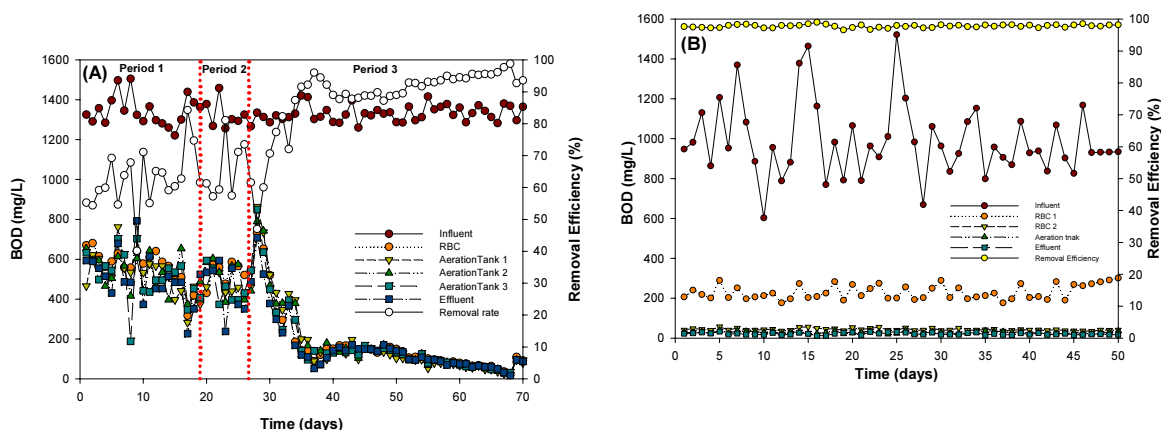 (A)
Period 1
Period 2
Period 3
BOD (mg/L)
1600
1400
1200
1000
800
600
400
200
0
100
90
80
70
60
50
40
30
20
10
0
Removal Efficiency (%)
Influent
RBC
AerationTank 1
AerationTank 2
AerationTank 3
Effluent
Removal rate
0 10 20 30 40 50 60 70
Time (days)
(B)
BOD (mg/L)
1600
1400
1200
1000
800
600
400
200
0
100
90
80
70
60
50
40
30
20
10
0
Removal Effciency (%)
Influent
RBC 1
RBC 2
Aeration tnak
Effluent
Removal Efficiency
0 5 10 15 20 25 30 35 40 45 50
Time (days)